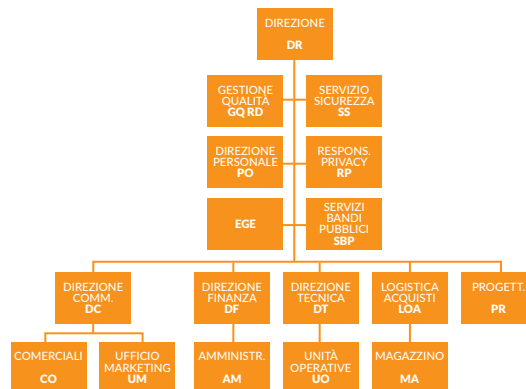 DIREZIONE
DR
GESTIONE
QUALITÀ
GQ RD
SERVIZIO
SICUREZZA
SS
DIREZIONE
PERSONALE
PO
RESPONS.
PRIVACY
RP
EGE
SERVIZI
BANDI
PUBBLICI
SBP
DIREZIONE
COMM.
DC
DIREZIONE
FINANZA
DF
DIREZIONE
TECNICA
DT
LOGISTICA
ACQUISTI
LOA
PROGETT.
PR
COMERCIALI
CO
UFFICIO
MARKETING
UM
AMMINISTR.
AM
UNITÀ
OPERATIVE
UO
MAGAZZINO
MA